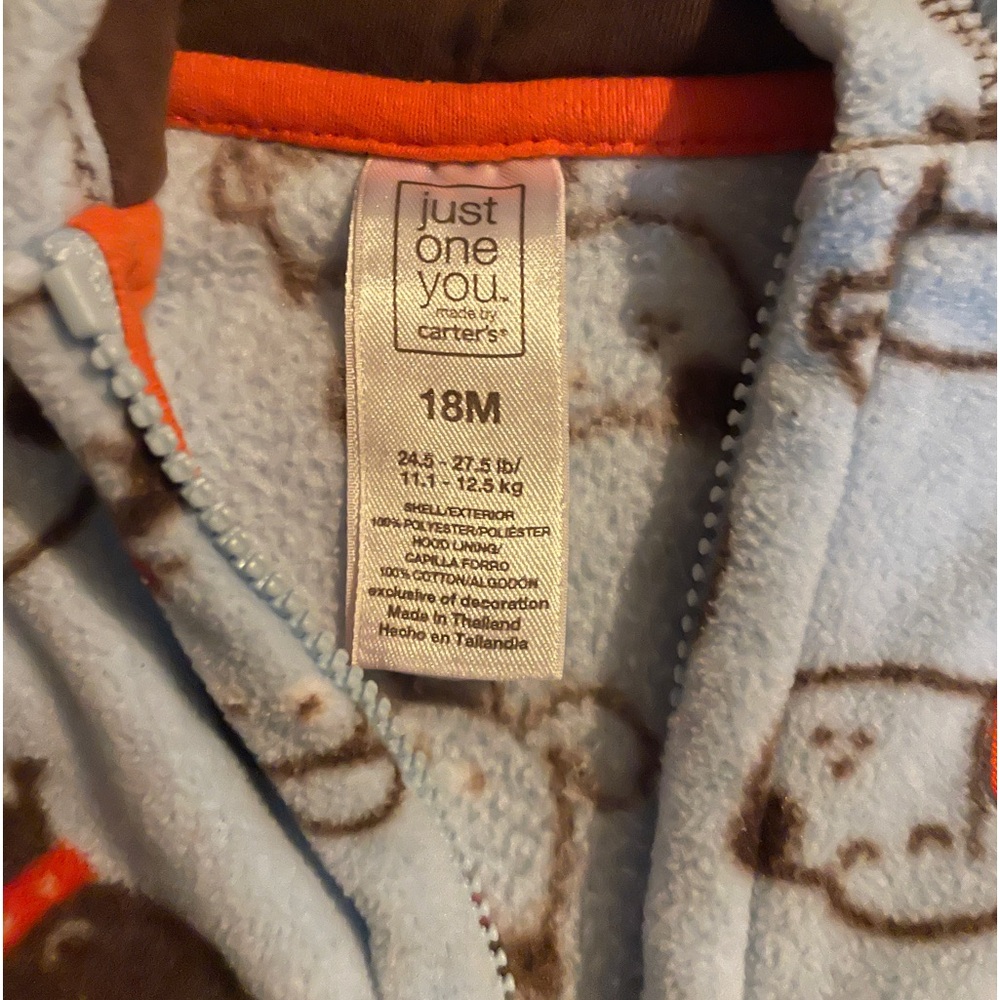 just
one
you.™
made by
carter's®
18M
24.5 - 27.5 lb/
11.1 - 12.5 kg
SHELL/EXTERIOR
100% POLYESTER/POLIÉSTER
HOOD LINING/
CAPILLA FORRO
100% COTTON/ALGODÓN
exclusive of decoration
Made in Thailand
Hecho en Tailandia